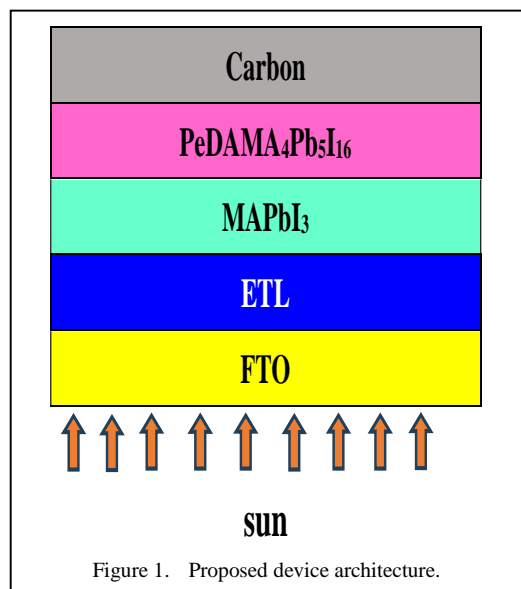 Carbon
PeDAMA₄Pb₅I₁₆
MAPbI₃
ETL
FTO
sun
Figure 1. Proposed device architecture.